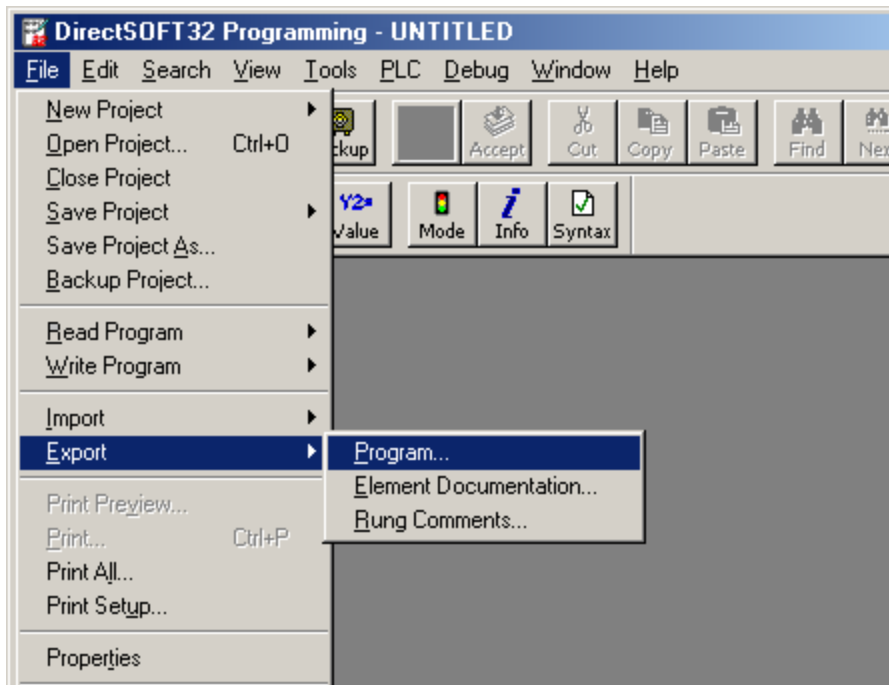 DirectSOFT32 Programming - UNTITLED
File Edit Search View Tools PLC Debug Window Help
New Project
Open Project... Ctrl+O
Close Project
Save Project
Save Project As...
Backup Project...
Read Program
Write Program
Import
Export
Print Preview...
Print... Ctrl+P
Print All...
Print Setup...
Properties
Program...
Element Documentation...
Rung Comments...
ckup Accept Cut Copy Paste Find Nex
Y2=
Value Mode Info Syntax